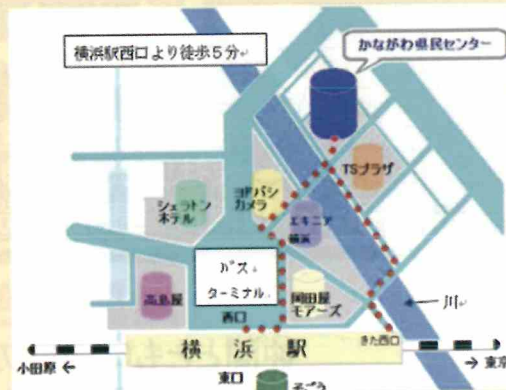 横浜駅西口より徒歩5分
かながわ県民センター
TSプラザ
ヨドバシ
カメラ
シェラトン
ホテル
エキニア
横浜
バス
ターミナル
岡田屋
モアーズ
高島屋
西口
川
きた西口
横浜駅
小田原 ←
→ 東京
東口
そごう